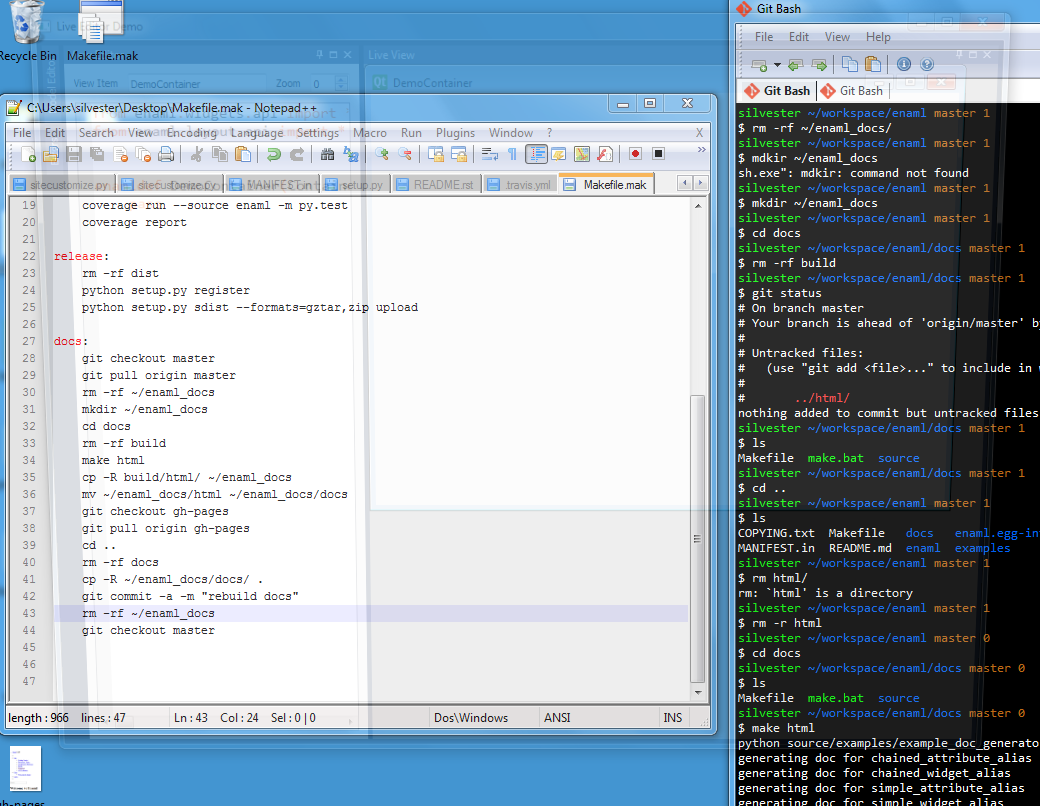 Recycle Bin
Makefile.mak
Live Editor Demo
Live View
View Item
DemoContainer
Zoom
0
DemoContainer
C:\Users\silvester\Desktop\Makefile.mak - Notepad++
File Edit Search View Encoding Language Settings Macro Run Plugins Window ? X
sitecustomize.py
sitecustomize.py
MANIFEST.in
setup.py
README.rst
.travis.yml
Makefile.mak
19 coverage run --source enaml -m py.test
20 coverage report
21
22 release:
23 rm -rf dist
24 python setup.py register
25 python setup.py sdist --formats=gztar,zip upload
26
27 docs:
28 git checkout master
29 git pull origin master
30 rm -rf ~/enaml_docs
31 mkdir ~/enaml_docs
32 cd docs
33 rm -rf build
34 make html
35 cp -R build/html/ ~/enaml_docs
36 mv ~/enaml_docs/html ~/enaml_docs/docs
37 git checkout gh-pages
38 git pull origin gh-pages
39 cd ..
40 rm -rf docs
41 cp -R ~/enaml_docs/docs/ .
42 git commit -a -m "rebuild docs"
43 rm -rf ~/enaml_docs
44 git checkout master
45
46
47
length : 966 lines : 47
Ln : 43 Col : 24 Sel : 0 | 0
Dos\Windows
ANSI
INS
gh-pages
Git Bash
File Edit View Help
Git Bash
Git Bash
silvester ~/workspace/enaml master 1
$ rm -rf ~/enaml_docs/
silvester ~/workspace/enaml master 1
$ mdkir ~/enaml_docs
sh.exe": mdkir: command not found
silvester ~/workspace/enaml master 1
$ mkdir ~/enaml_docs
silvester ~/workspace/enaml master 1
$ cd docs
silvester ~/workspace/enaml/docs master 1
$ rm -rf build
silvester ~/workspace/enaml/docs master 1
$ git status
# On branch master
# Your branch is ahead of 'origin/master' by
#
# Untracked files:
# (use "git add <file>..." to include in
#
# ../html/
nothing added to commit but untracked files
silvester ~/workspace/enaml/docs master 1
$ ls
Makefile make.bat source
silvester ~/workspace/enaml/docs master 1
$ cd ..
silvester ~/workspace/enaml master 1
$ ls
COPYING.txt Makefile docs enaml.egg-in
MANIFEST.in README.md enaml examples
silvester ~/workspace/enaml master 1
$ rm html/
rm: `html' is a directory
silvester ~/workspace/enaml master 1
$ rm -r html
silvester ~/workspace/enaml master 0
$ cd docs
silvester ~/workspace/enaml/docs master 0
$ ls
Makefile make.bat source
silvester ~/workspace/enaml/docs master 0
$ make html
python source/examples/example_doc_generato
generating doc for chained_attribute_alias
generating doc for chained_widget_alias
generating doc for simple_attribute_alias
generating doc for simple_widget_alias